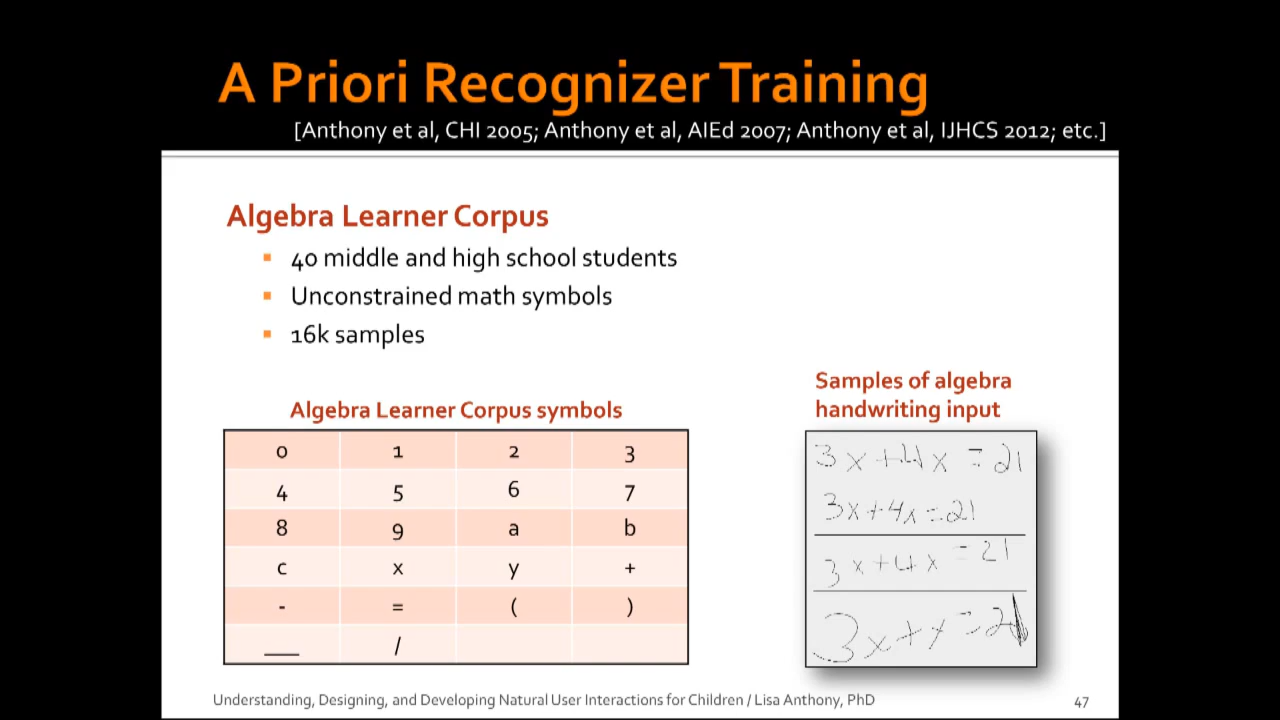 A Priori Recognizer Training
[Anthony et al, CHI 2005; Anthony et al, AIEd 2007; Anthony et al, IJHCS 2012; etc.]
Algebra Learner Corpus
▪ 40 middle and high school students
▪ Unconstrained math symbols
▪ 16k samples
Algebra Learner Corpus symbols
0 1 2 3
4 5 6 7
8 9 a b
c x y +
- = ( )
__ /
Samples of algebra
handwriting input
3x+4x=21
3x+4x=21
3x+4x=21
3x+y=21
Understanding, Designing, and Developing Natural User Interactions for Children / Lisa Anthony, PhD
47